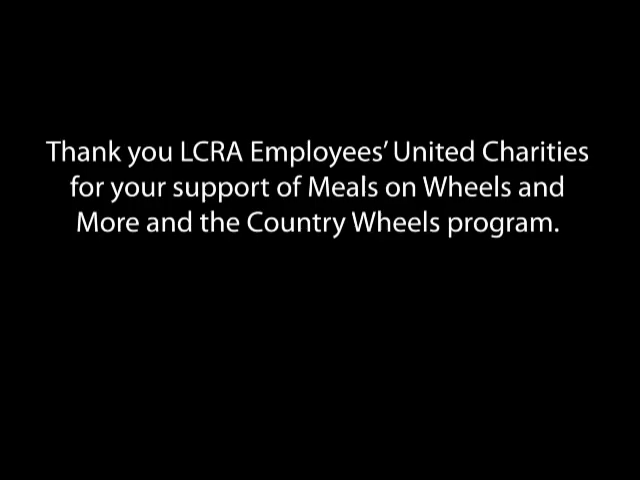 Thank you LCRA Employees’ United Charities
for your support of Meals on Wheels and
More and the Country Wheels program.